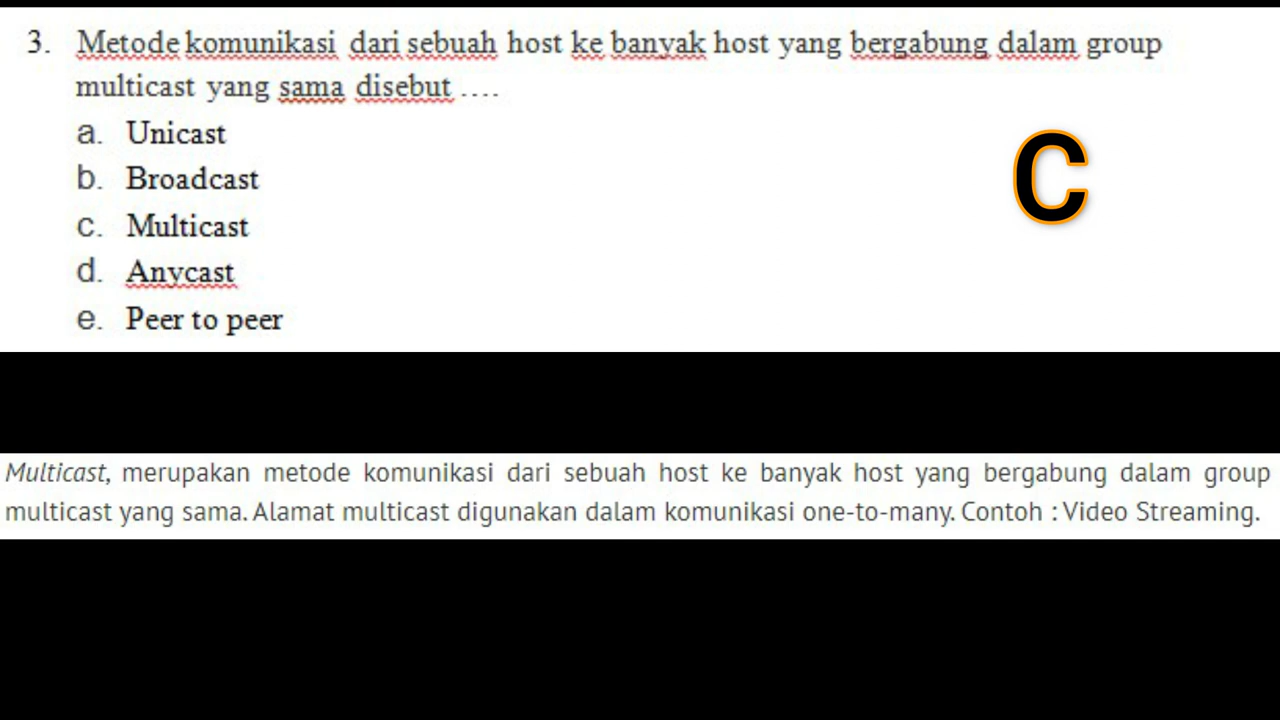 3. Metode komunikasi dari sebuah host ke banyak host yang bergabung dalam group
multicast yang sama disebut ....
a. Unicast
b. Broadcast
c. Multicast
d. Anycast
e. Peer to peer
C
Multicast, merupakan metode komunikasi dari sebuah host ke banyak host yang bergabung dalam group
multicast yang sama. Alamat multicast digunakan dalam komunikasi one-to-many. Contoh : Video Streaming.